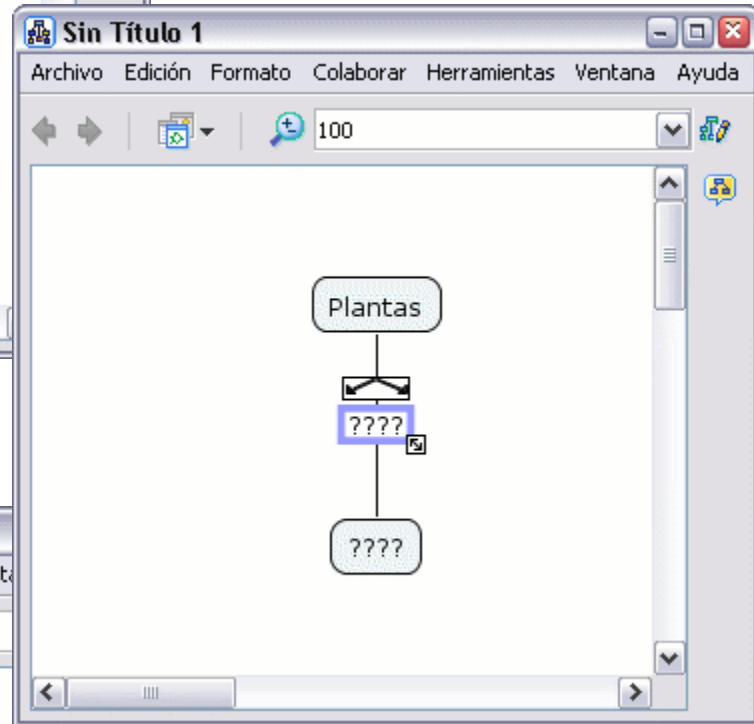 Sin Título 1
Archivo Edición Formato Colaborar Herramientas Ventana Ayuda
100
Plantas
????
????